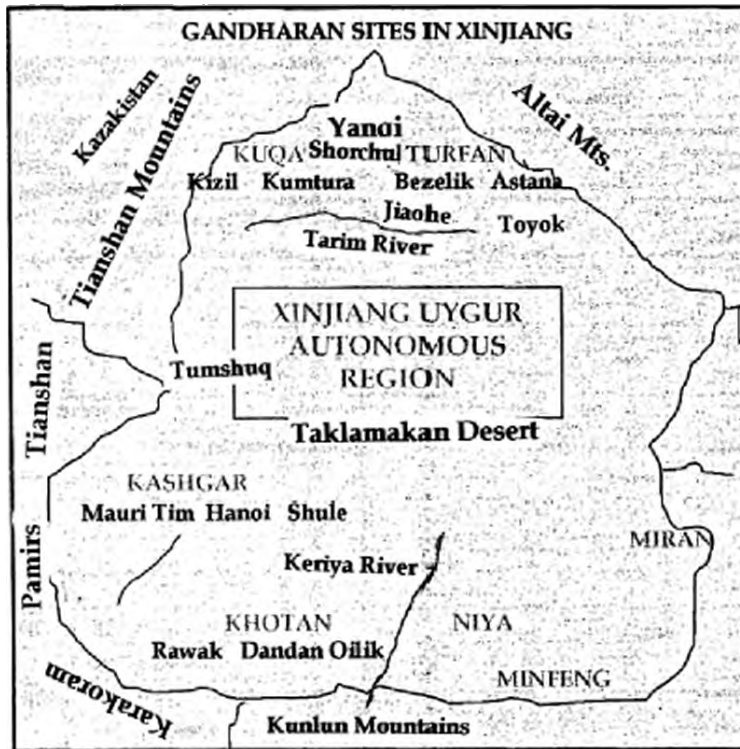 GANDHARAN SITES IN XINJIANG
Kazakistan
Tianshan Mountains
Altai Mts.
Yanqi
KUQA Shorchul TURFAN
Kizil Kumtura Bezelik Astana
Jiaohe
Toyok
Tarim River
XINJIANG UYGUR
AUTONOMOUS
REGION
Tumshuq
Tianshan
Taklamakan Desert
KASHGAR
Mauri Tim Hanoi Shule
MIRAN
Keriya River
Pamirs
KHOTAN
NIYA
Rawak Dandan Oilik
MINFENG
Karakoram
Kunlun Mountains